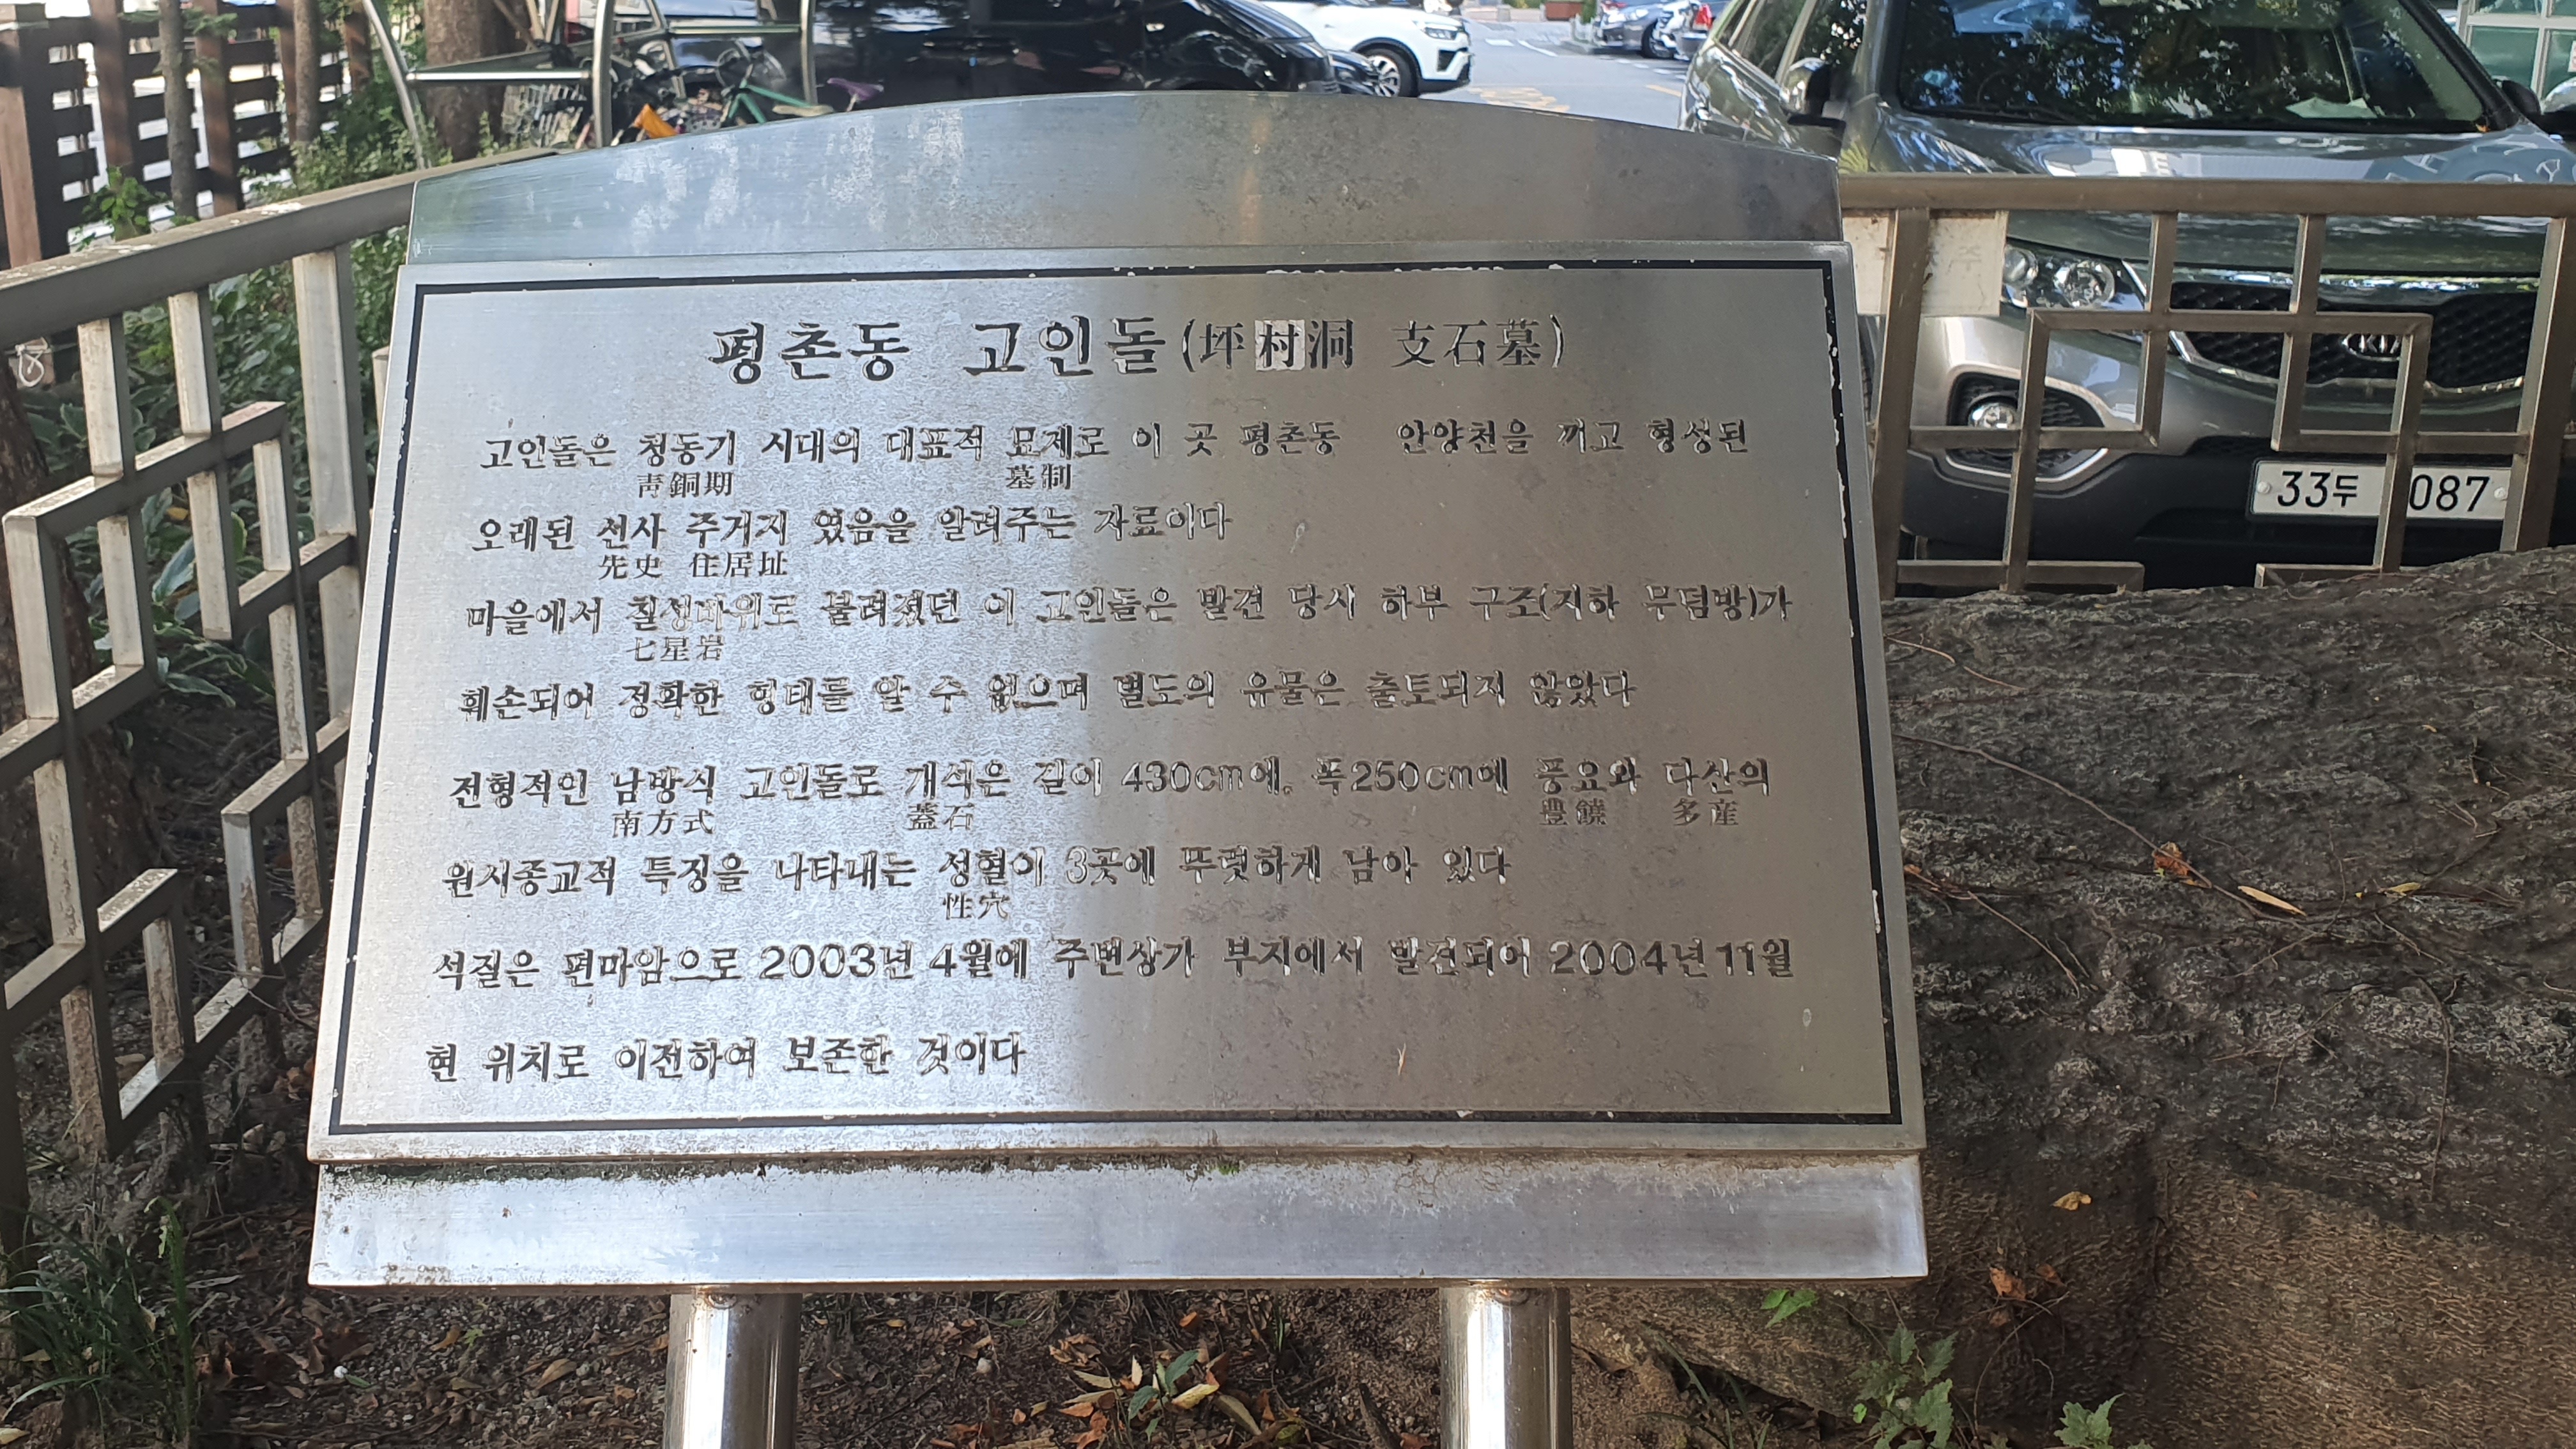 평촌동 고인돌(坪村洞 支石墓)
고인돌은 청동기 시대의 대표적 묘제로 이 곳 평촌동 안양천을 끼고 형성된
靑銅期 墓制
오래된 선사 주거지 였음을 알려주는 자료이다
先史 住居址
마을에서 칠성바위로 불려졌던 이 고인돌은 발견 당시 하부 구조(지하 무덤방)가
七星岩
훼손되어 정확한 형태를 알 수 없으며 별도의 유물은 출토되지 않았다
전형적인 남방식 고인돌로 개석은 길이 430cm에, 폭250cm에 풍요와 다산의
南方式 蓋石 豊饒 多産
원시종교적 특징을 나타내는 성혈이 3곳에 뚜렷하게 남아 있다
性穴
석질은 편마암으로 2003년 4월에 주변상가 부지에서 발견되어 2004년 11월
현 위치로 이전하여 보존한 것이다
KIA
33두 087